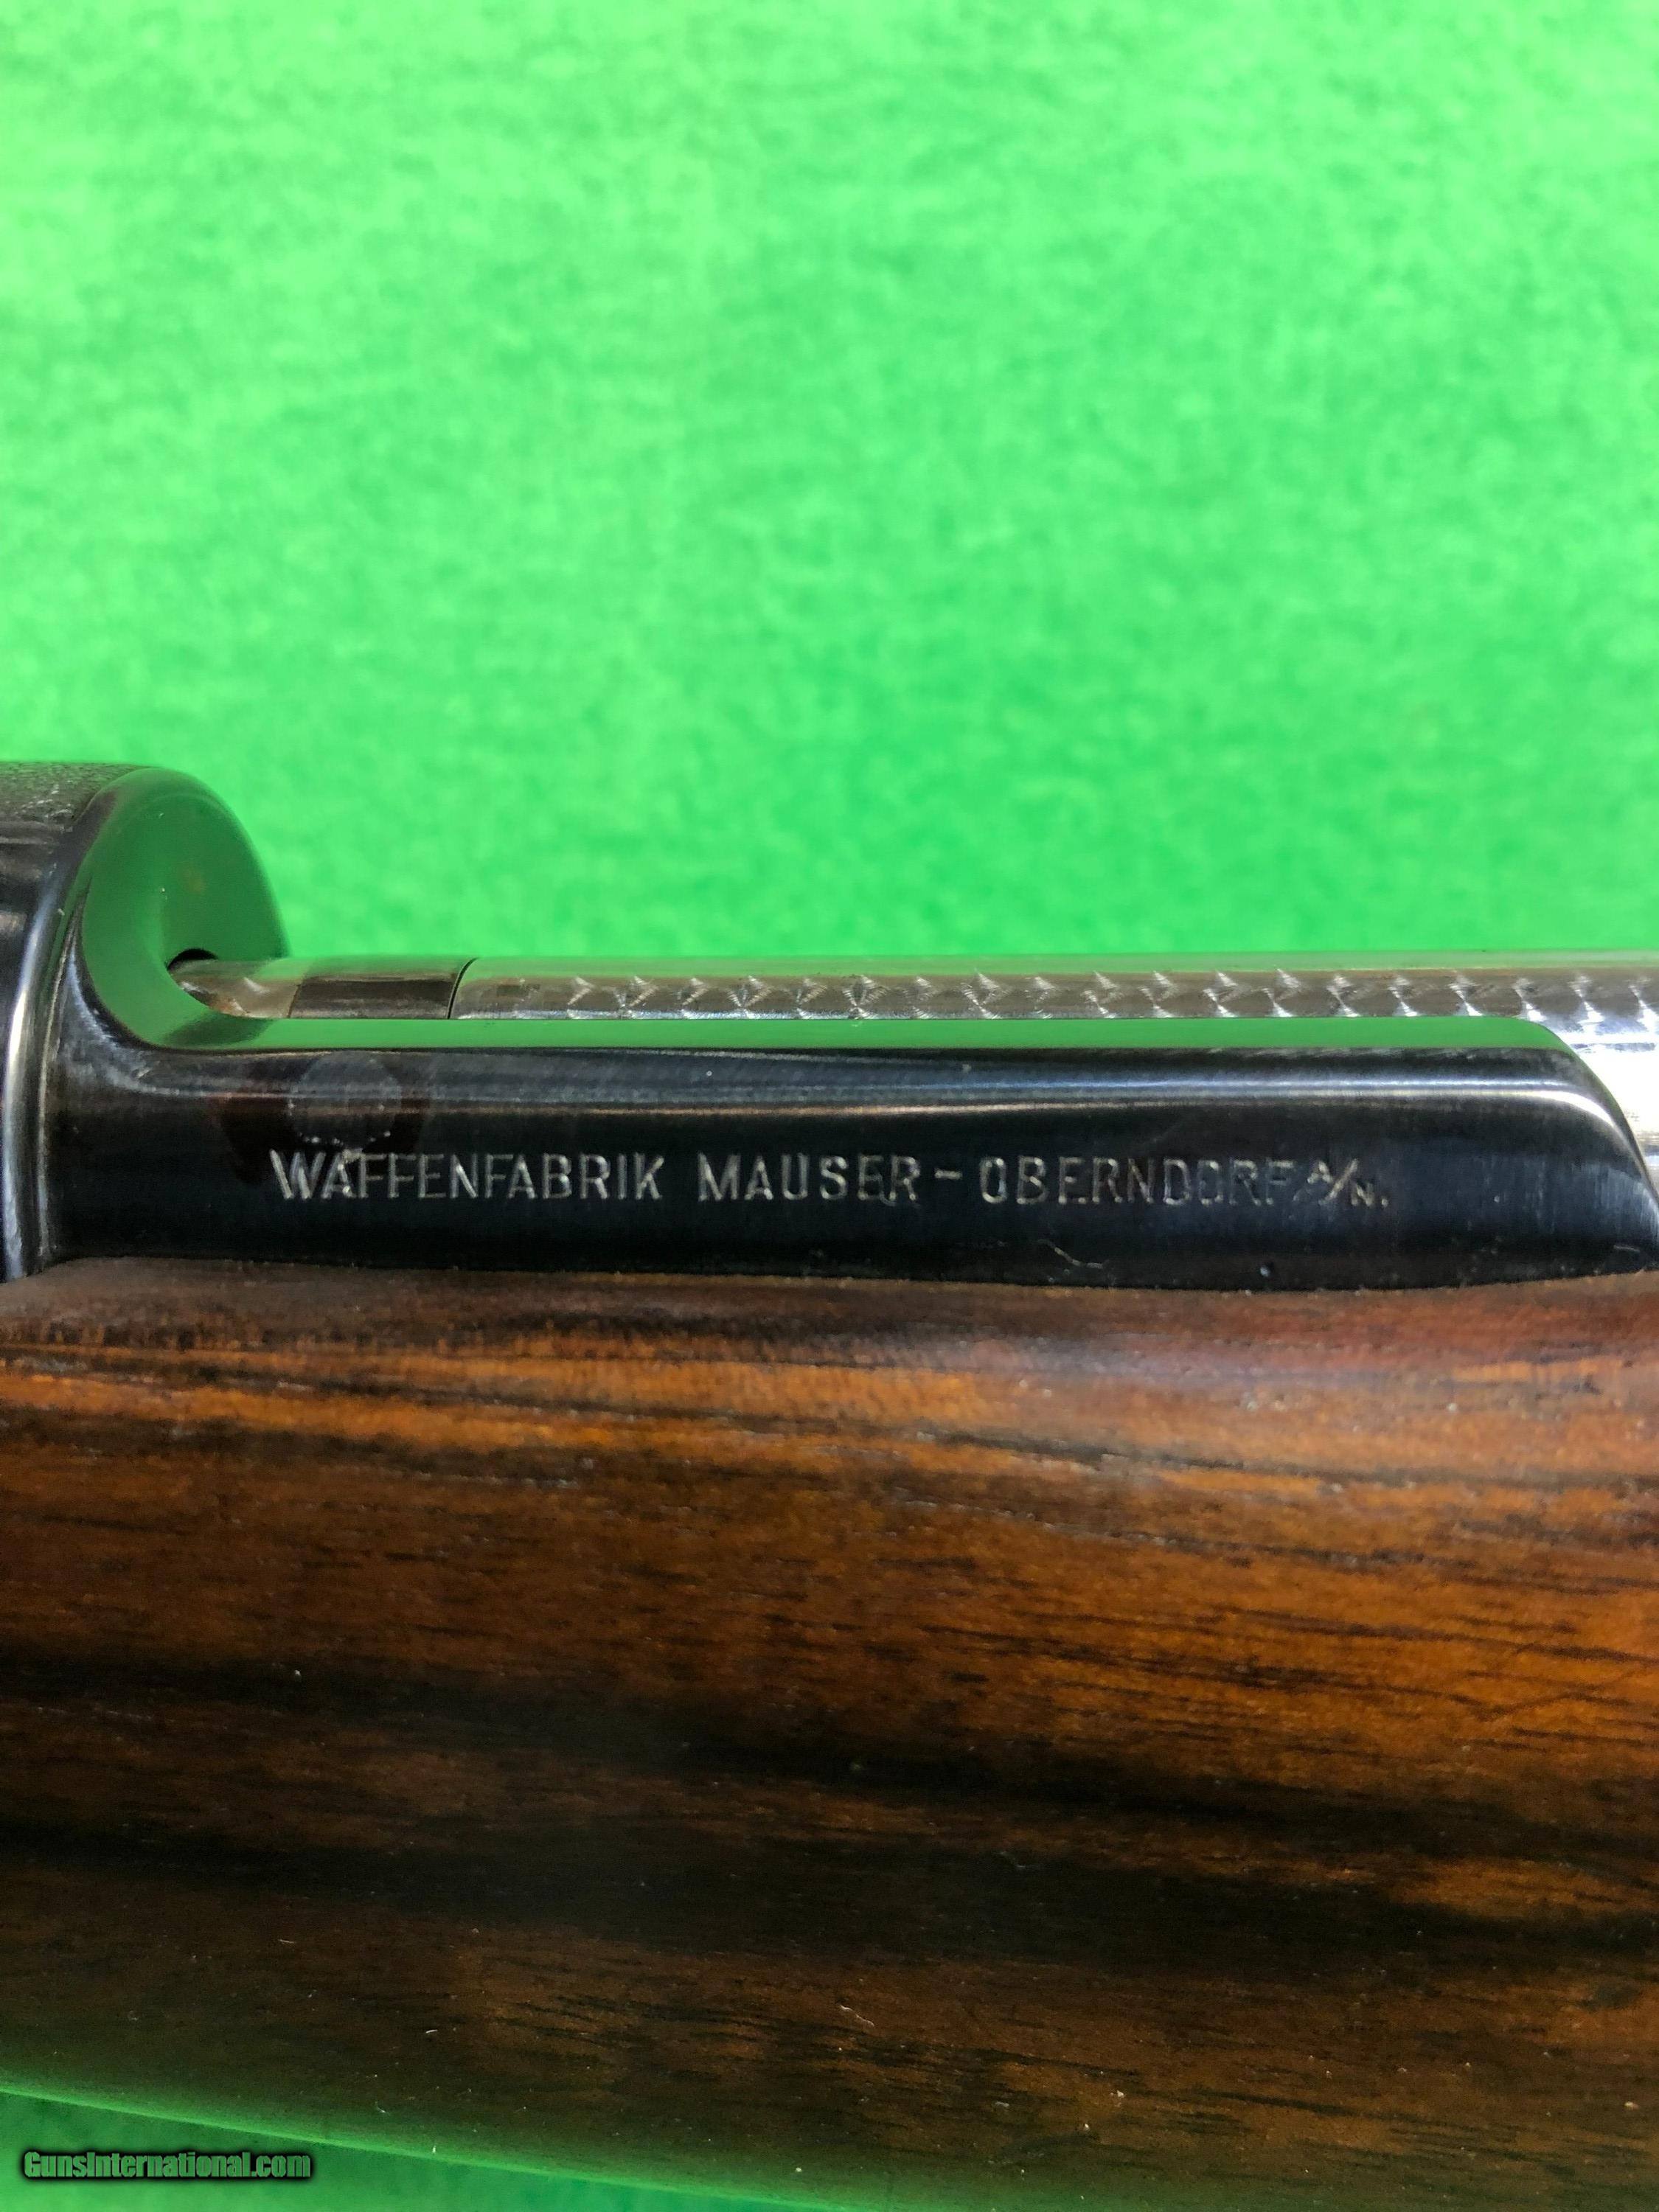 WAFFENFABRIK MAUSER-OBERNDORF A/N.
GunsInternational.com